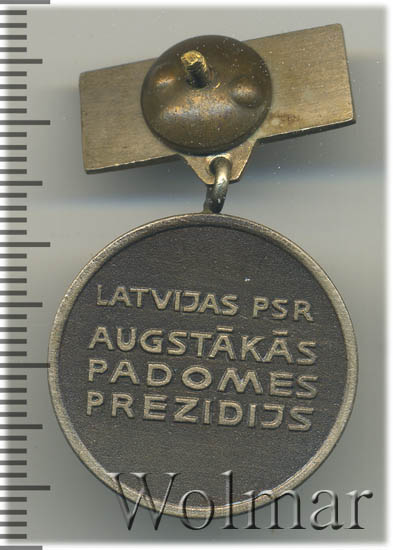 LATVIJAS PSR
AUGSTĀKĀS
PADOMES
PREZIDIJS
Wolmar